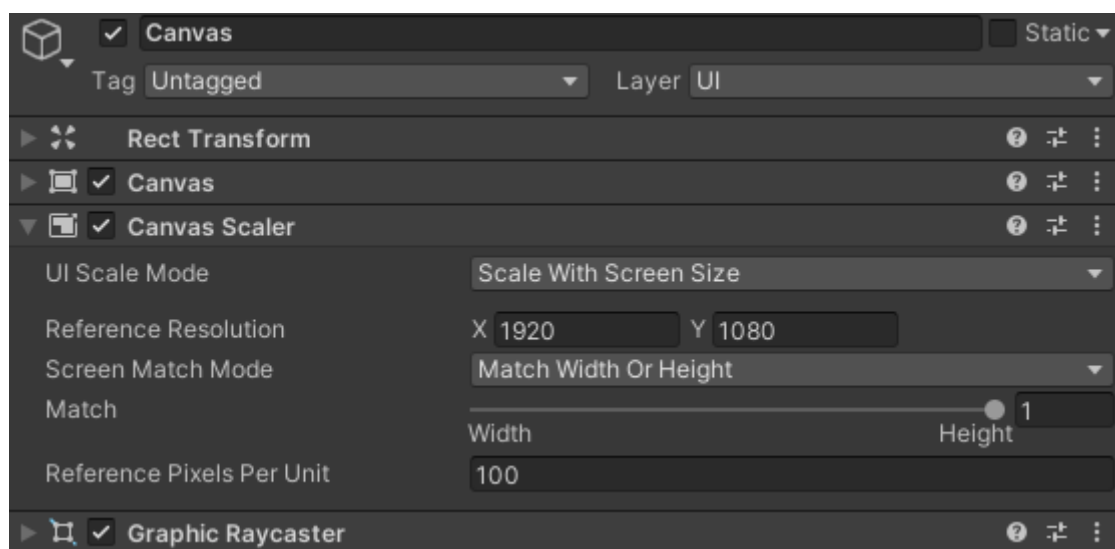 Canvas Static
Tag Untagged Layer UI
Rect Transform
Canvas
Canvas Scaler
UI Scale Mode Scale With Screen Size
Reference Resolution X 1920 Y 1080
Screen Match Mode Match Width Or Height
Match 1
Width Height
Reference Pixels Per Unit 100
Graphic Raycaster